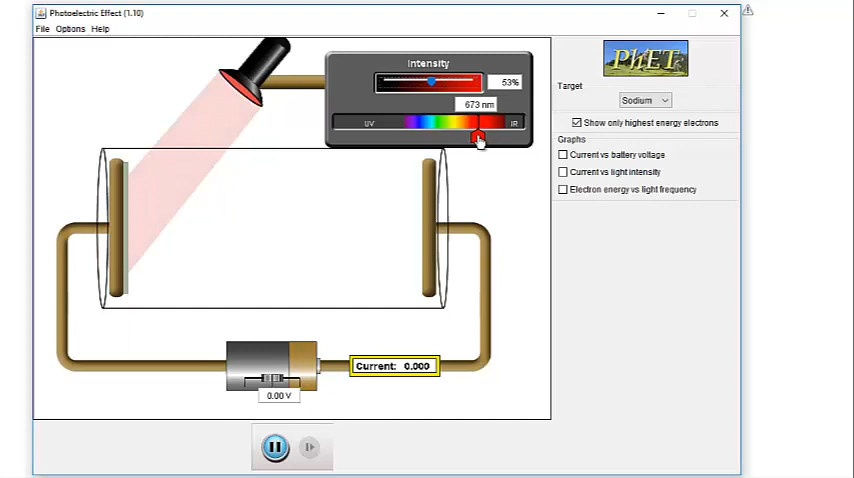 Photoelectric Effect (1.10)
File Options Help
Intensity
53%
673 nm
UV
IR
PhET
Target
Sodium
Show only highest energy electrons
Graphs
Current vs battery voltage
Current vs light intensity
Electron energy vs light frequency
Current: 0.000
0.00 V